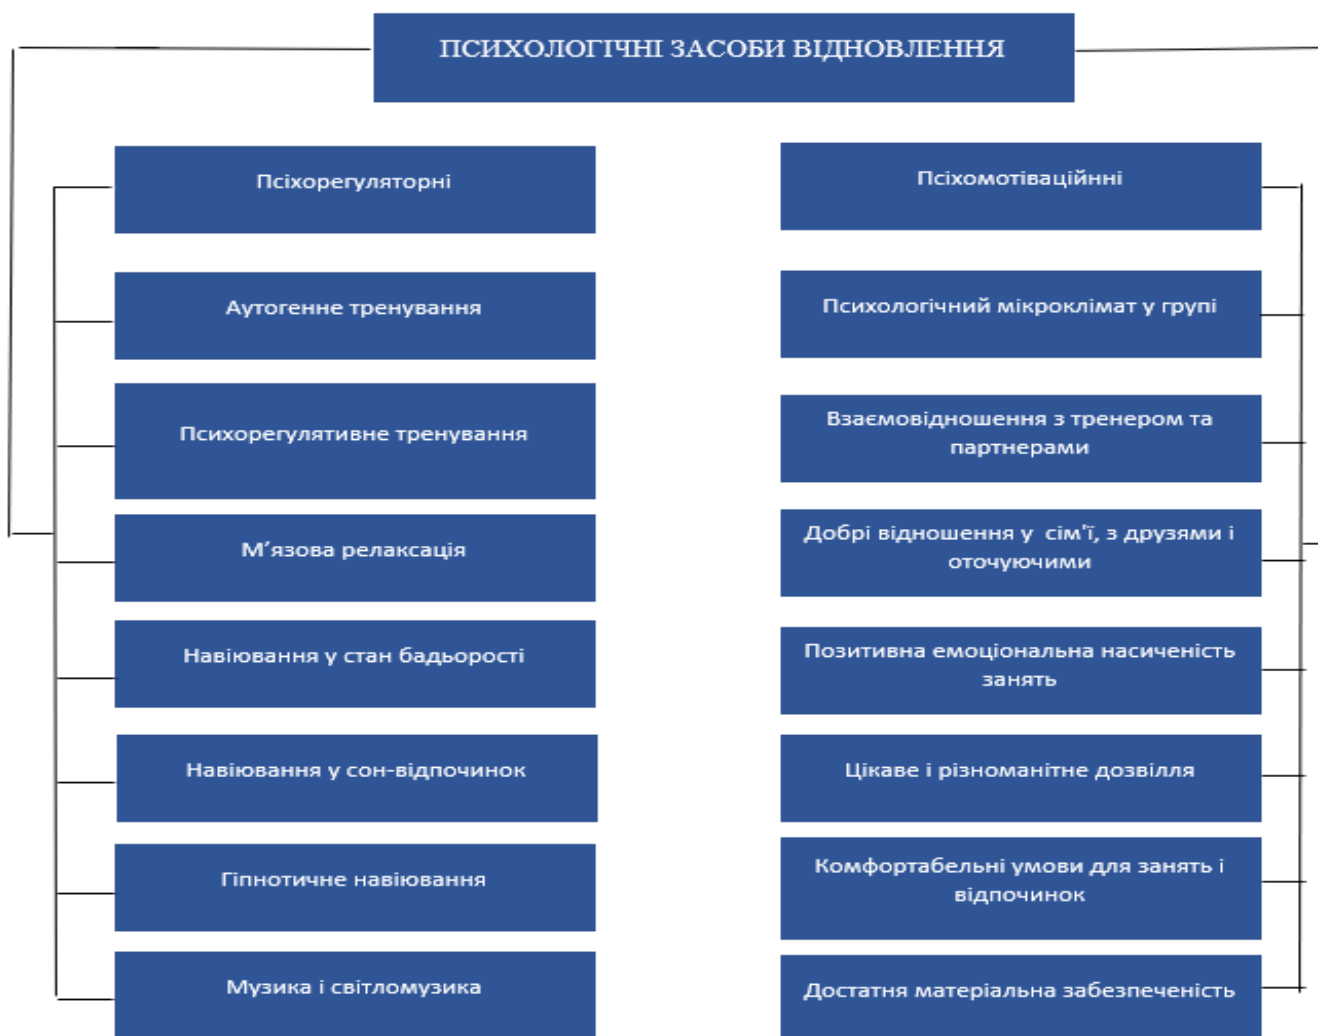 ПСИХОЛОГІЧНІ ЗАСОБИ ВІДНОВЛЕННЯ
Псіхорегуляторні
Аутогенне тренування
Психорегулятивне тренування
М’язова релаксація
Навіювання у стан бадьорості
Навіювання у сон-відпочинок
Гіпнотичне навіювання
Музика і світломузика
Псіхомотіваційнні
Психологічний мікроклімат у групі
Взаємовідношення з тренером та
партнерами
Добрі відношення у сім'ї, з друзями і
оточуючими
Позитивна емоціональна насиченість
занять
Цікаве і різноманітне дозвілля
Комфортабельні умови для занять і
відпочинок
Достатня матеріальна забезпеченість